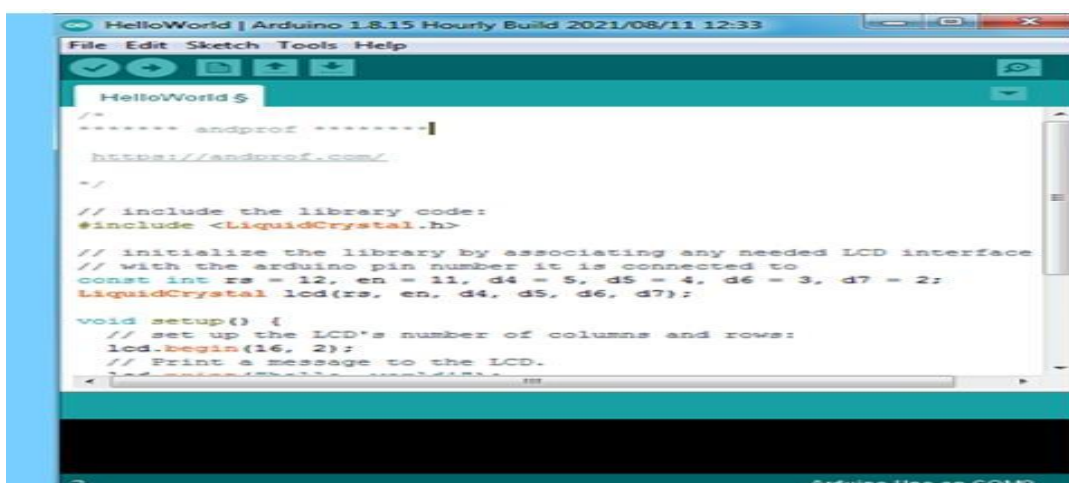 HelloWorld | Arduino 1.8.15 Hourly Build 2021/08/11 12:33
File Edit Sketch Tools Help
HelloWorld §
/*
******* andprof ********
https://andprof.com/
*/
// include the library code:
#include <LiquidCrystal.h>
// initialize the library by associating any needed LCD interface
// with the arduino pin number it is connected to
const int rs = 12, en = 11, d4 = 5, d5 = 4, d6 = 3, d7 = 2;
LiquidCrystal lcd(rs, en, d4, d5, d6, d7);
void setup() {
// set up the LCD's number of columns and rows:
lcd.begin(16, 2);
// Print a message to the LCD.